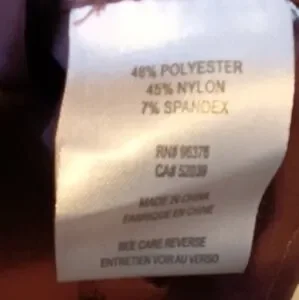 48% POLYESTER
45% NYLON
7% SPANDEX
RN# 96378
CA# 52039
MADE IN CHINA
FABRIQUE EN CHINE
SEE CARE REVERSE
ENTRETIEN VOIR AU VERSO